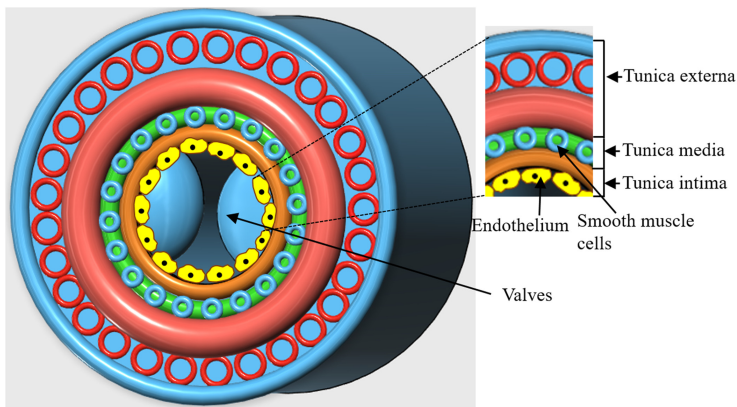 Tunica externa
Tunica media
Tunica intima
Endothelium
Smooth muscle
cells
Valves